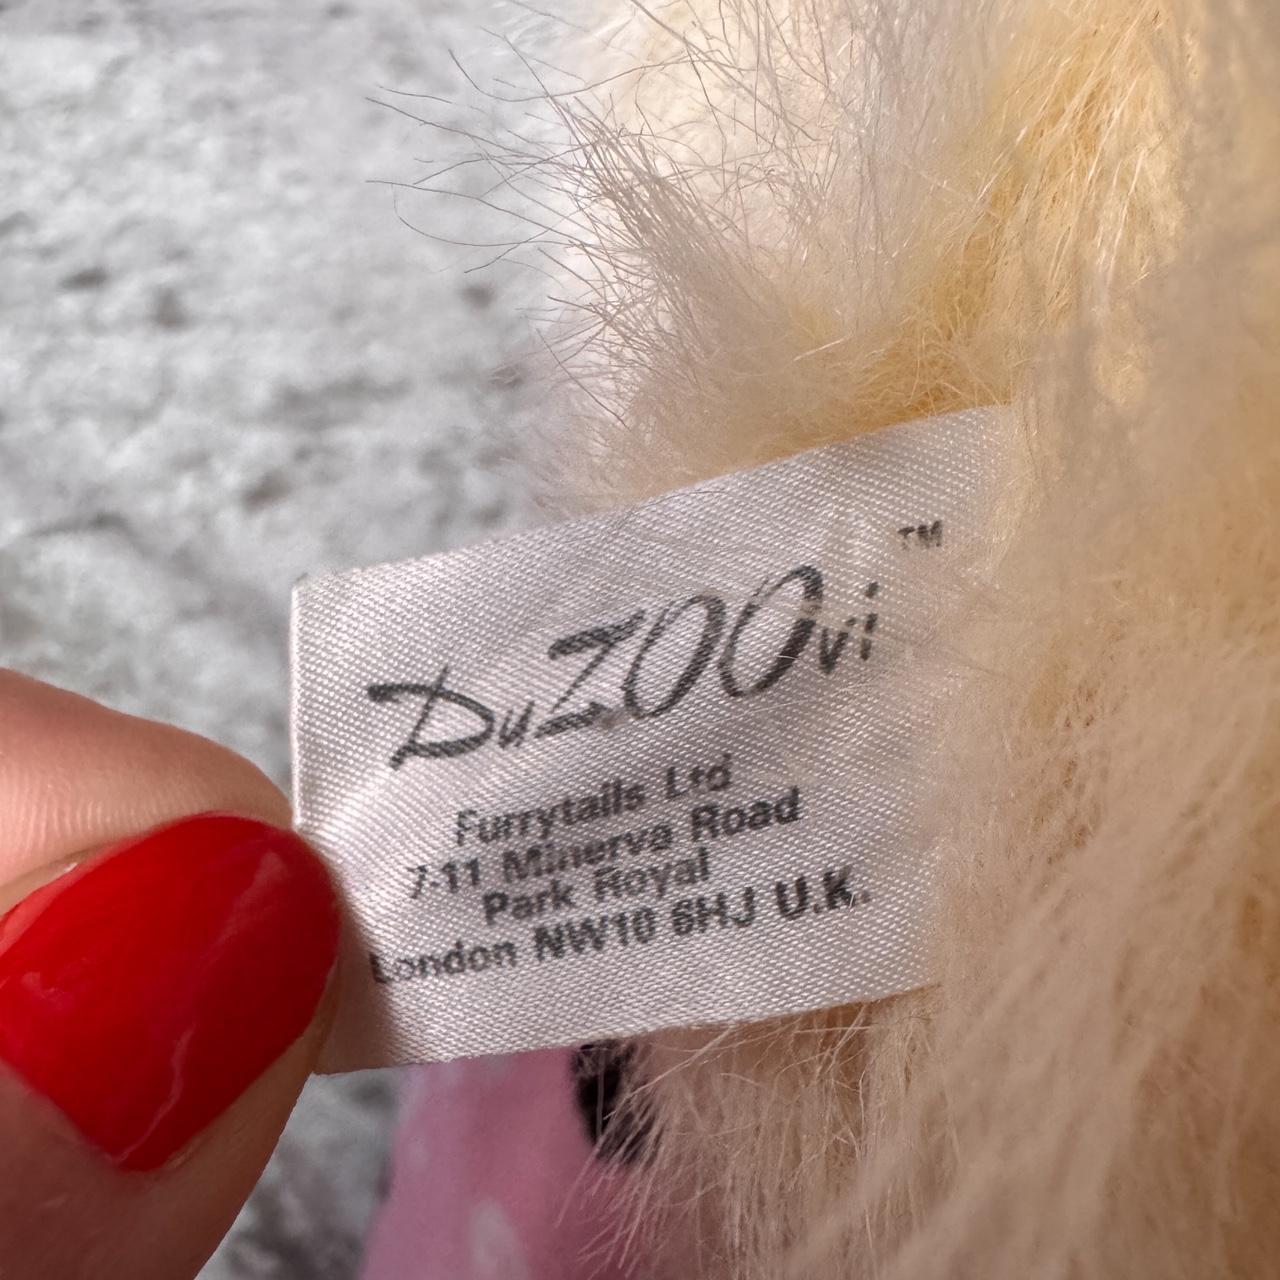 DuZOOvi™
Furrytails Ltd
7-11 Minerva Road
Park Royal
London NW10 6HJ U.K.